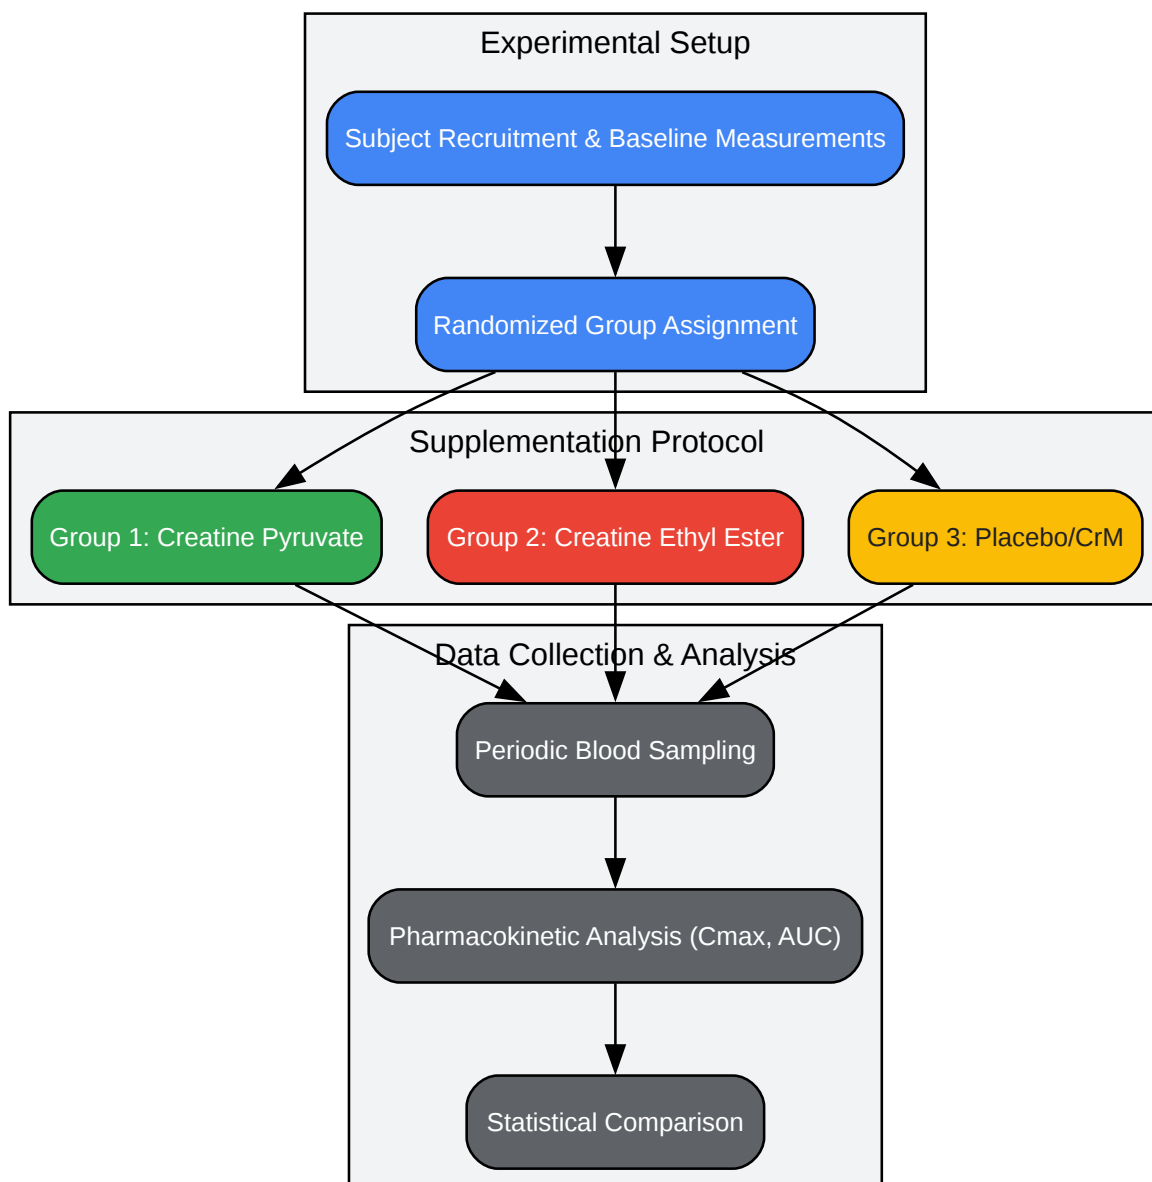 Experimental Setup
Subject Recruitment & Baseline Measurements
Randomized Group Assignment
Supplementation Protocol
Group 1: Creatine Pyruvate
Group 2: Creatine Ethyl Ester
Group 3: Placebo/CrM
Data Collection & Analysis
Periodic Blood Sampling
Pharmacokinetic Analysis (Cmax, AUC)
Statistical Comparison